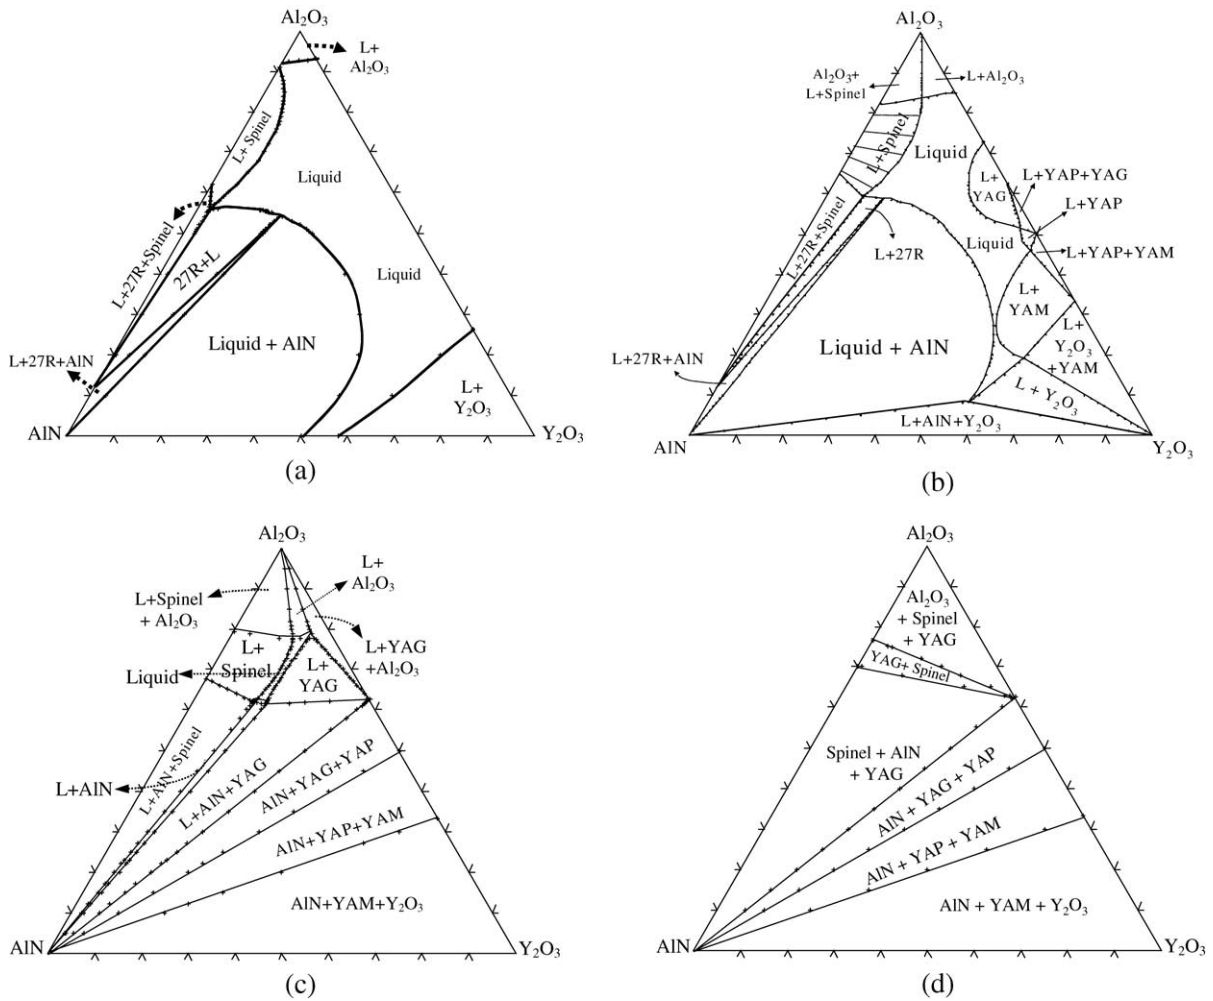 Al₂O₃
L+
Al₂O₃
L+ Spinel
Liquid
L+27R+Spinel
27R+L
Liquid
L+27R+AlN
Liquid + AlN
L+
Y₂O₃
AlN
Y₂O₃
(a)
Al₂O₃
Al₂O₃+
L+Spinel
L+Al₂O₃
L+Spinel
Liquid
L+
YAG
L+YAP+YAG
L+YAP
L+27R+Spinel
L+27R
Liquid
L+YAP+YAM
L+
YAM
L+
Y₂O₃
+YAM
L+27R+AlN
Liquid + AlN
L + Y₂O₃
L+AlN+Y₂O₃
AlN
Y₂O₃
(b)
Al₂O₃
L+
Al₂O₃
L+Spinel
+ Al₂O₃
L+YAG
+Al₂O₃
L+
Spinel
L+
YAG
Liquid
L+AlN+Spinel
L+AlN
L+AlN+YAG
AlN+YAG+YAP
AlN+YAP+YAM
AlN+YAM+Y₂O₃
AlN
Y₂O₃
(c)
Al₂O₃
Al₂O₃
+ Spinel
+ YAG
YAG+ Spinel
Spinel + AlN
+ YAG
AlN + YAG + YAP
AlN + YAP + YAM
AlN + YAM + Y₂O₃
AlN
Y₂O₃
(d)